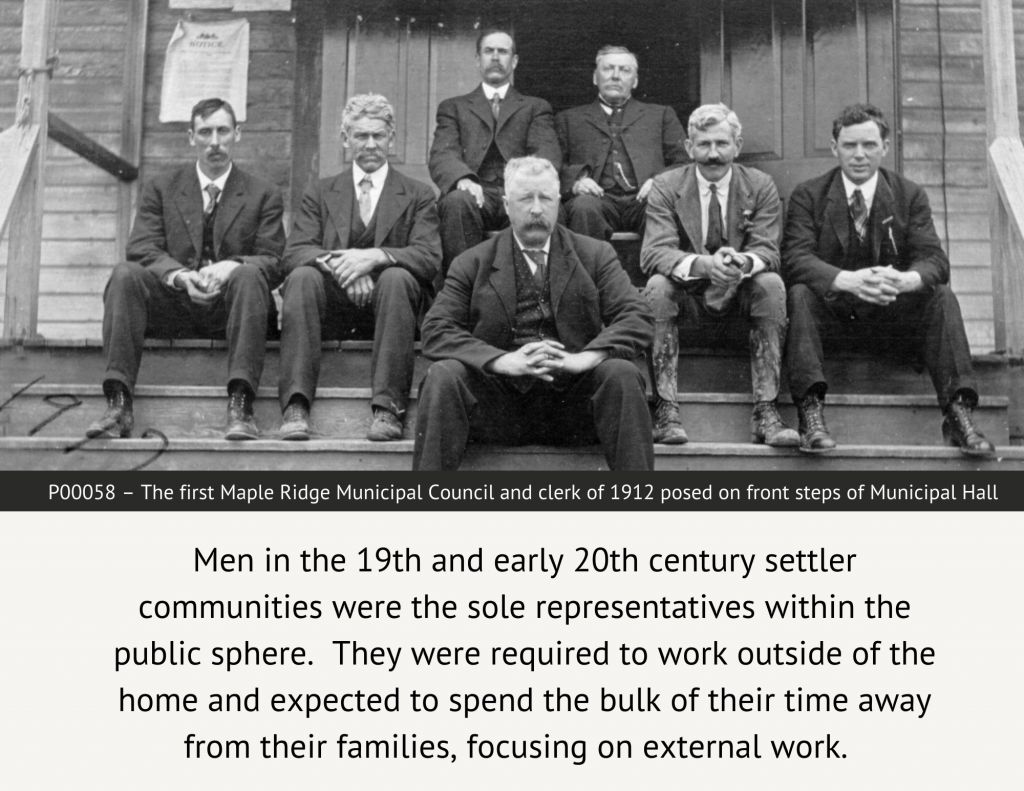 NOTICE.
19
P00058 – The first Maple Ridge Municipal Council and clerk of 1912 posed on front steps of Municipal Hall
Men in the 19th and early 20th century settler
communities were the sole representatives within the
public sphere.  They were required to work outside of the
home and expected to spend the bulk of their time away
from their families, focusing on external work.